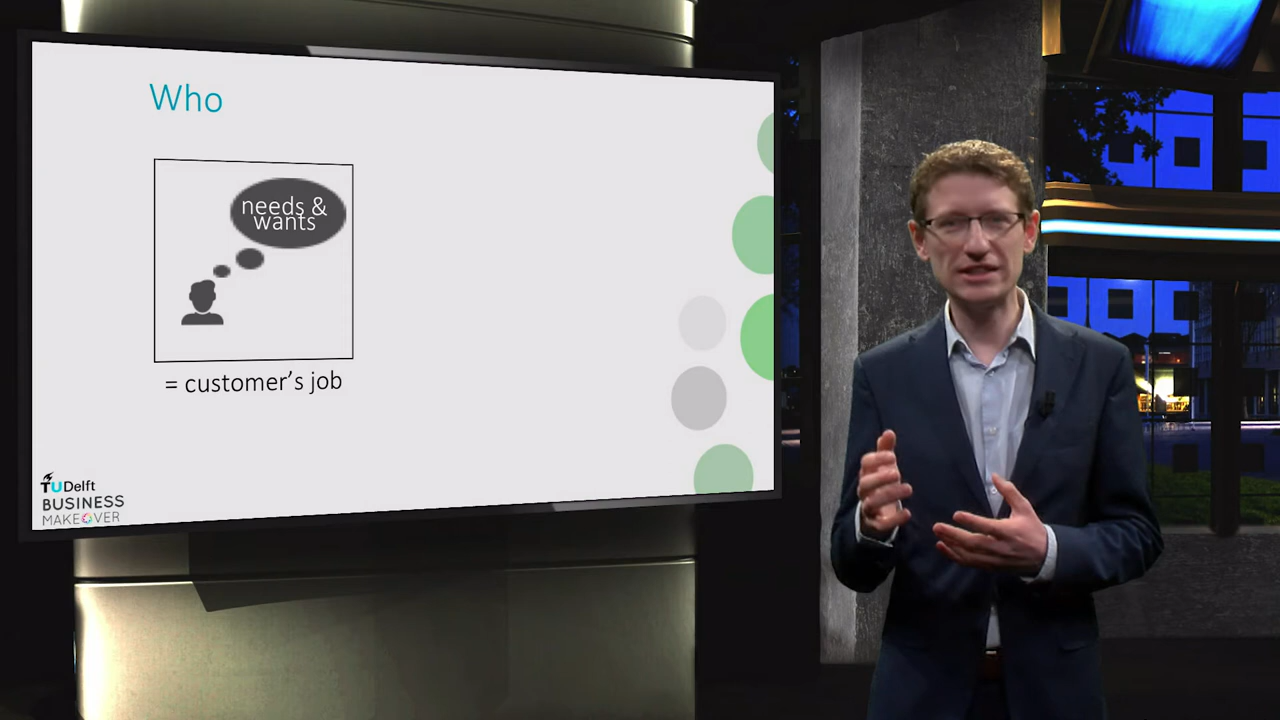 Who
needs &
wants
= customer's job
TUDelft
BUSINESS
MAKEOVER